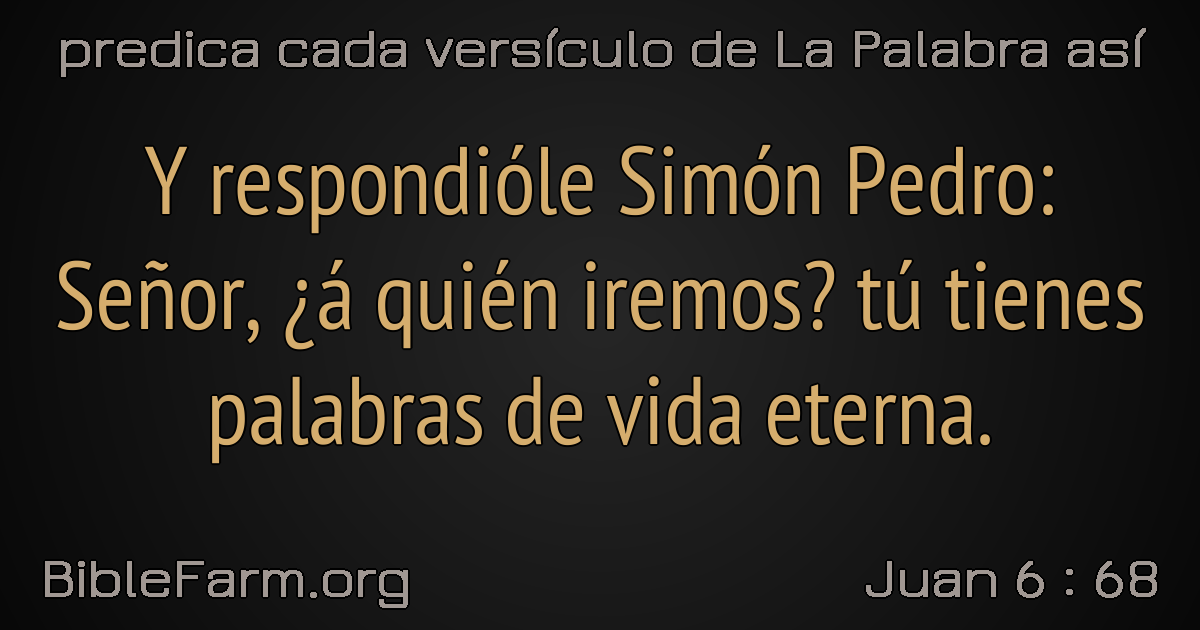 predica cada versículo de La Palabra así
Y respondióle Simón Pedro:
Señor, ¿á quién iremos? tú tienes
palabras de vida eterna.
BibleFarm.org
Juan 6 : 68